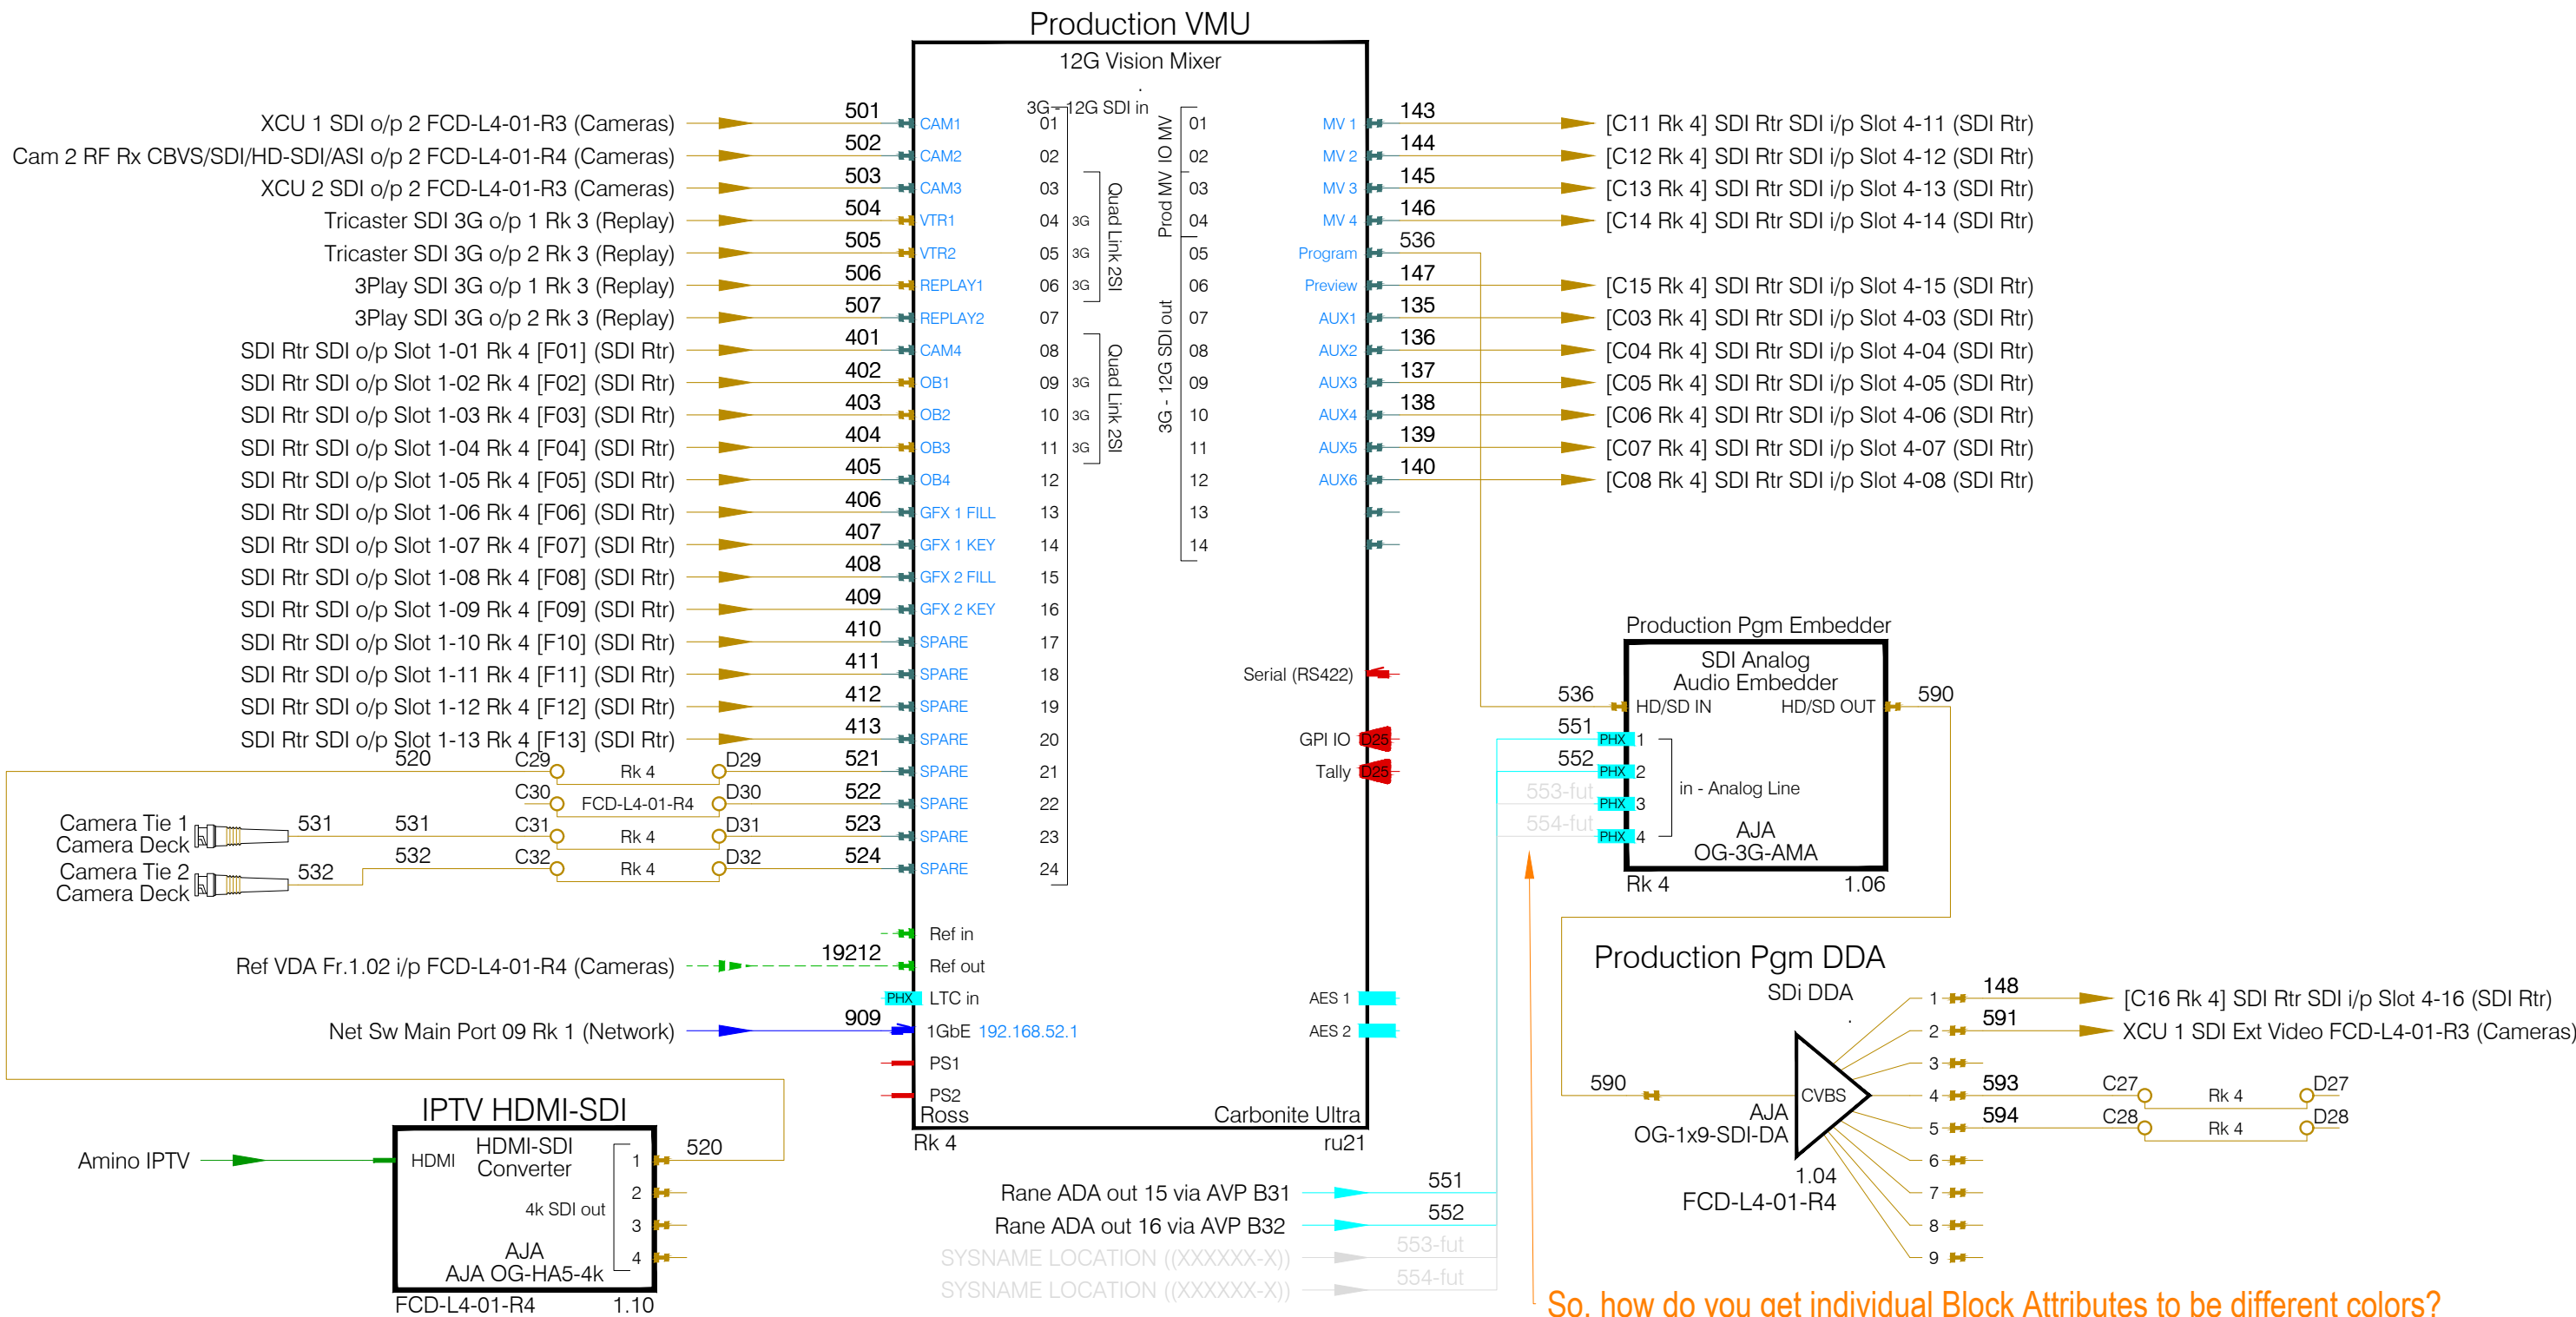 Production VMU
12G Vision Mixer
3G - 12G SDI in
XCU 1 SDI o/p 2 FCD-L4-01-R3 (Cameras) 501 CAM1 01
Cam 2 RF Rx CBVS/SDI/HD-SDI/ASI o/p 2 FCD-L4-01-R4 (Cameras) 502 CAM2 02
XCU 2 SDI o/p 2 FCD-L4-01-R3 (Cameras) 503 CAM3 03
Tricaster SDI 3G o/p 1 Rk 3 (Replay) 504 VTR1 04 3G
Tricaster SDI 3G o/p 2 Rk 3 (Replay) 505 VTR2 05 3G
3Play SDI 3G o/p 1 Rk 3 (Replay) 506 REPLAY1 06 3G
3Play SDI 3G o/p 2 Rk 3 (Replay) 507 REPLAY2 07
SDI Rtr SDI o/p Slot 1-01 Rk 4 [F01] (SDI Rtr) 401 CAM4 08
SDI Rtr SDI o/p Slot 1-02 Rk 4 [F02] (SDI Rtr) 402 OB1 09 3G
SDI Rtr SDI o/p Slot 1-03 Rk 4 [F03] (SDI Rtr) 403 OB2 10 3G
SDI Rtr SDI o/p Slot 1-04 Rk 4 [F04] (SDI Rtr) 404 OB3 11 3G
SDI Rtr SDI o/p Slot 1-05 Rk 4 [F05] (SDI Rtr) 405 OB4 12
SDI Rtr SDI o/p Slot 1-06 Rk 4 [F06] (SDI Rtr) 406 GFX 1 FILL 13
SDI Rtr SDI o/p Slot 1-07 Rk 4 [F07] (SDI Rtr) 407 GFX 1 KEY 14
SDI Rtr SDI o/p Slot 1-08 Rk 4 [F08] (SDI Rtr) 408 GFX 2 FILL 15
SDI Rtr SDI o/p Slot 1-09 Rk 4 [F09] (SDI Rtr) 409 GFX 2 KEY 16
SDI Rtr SDI o/p Slot 1-10 Rk 4 [F10] (SDI Rtr) 410 SPARE 17
SDI Rtr SDI o/p Slot 1-11 Rk 4 [F11] (SDI Rtr) 411 SPARE 18
SDI Rtr SDI o/p Slot 1-12 Rk 4 [F12] (SDI Rtr) 412 SPARE 19
SDI Rtr SDI o/p Slot 1-13 Rk 4 [F13] (SDI Rtr) 413 SPARE 20
520 C29 Rk 4 D29 521 SPARE 21
C30 FCD-L4-01-R4 D30 522 SPARE 22
Camera Tie 1
Camera Deck
531 531 C31 Rk 4 D31 523 SPARE 23
Camera Tie 2
Camera Deck
532 532 C32 Rk 4 D32 524 SPARE 24
Quad Link 2SI
Quad Link 2SI
Ref in
Ref VDA Fr.1.02 i/p FCD-L4-01-R4 (Cameras) 19212 Ref out
PHX LTC in
Net Sw Main Port 09 Rk 1 (Network) 909 1GbE 192.168.52.1
PS1
PS2
Ross Carbonite Ultra
Rk 4 ru21
Prod MV IO MV
3G - 12G SDI out
01 MV 1 143 [C11 Rk 4] SDI Rtr SDI i/p Slot 4-11 (SDI Rtr)
02 MV 2 144 [C12 Rk 4] SDI Rtr SDI i/p Slot 4-12 (SDI Rtr)
03 MV 3 145 [C13 Rk 4] SDI Rtr SDI i/p Slot 4-13 (SDI Rtr)
04 MV 4 146 [C14 Rk 4] SDI Rtr SDI i/p Slot 4-14 (SDI Rtr)
05 Program 536
06 Preview 147 [C15 Rk 4] SDI Rtr SDI i/p Slot 4-15 (SDI Rtr)
07 AUX1 135 [C03 Rk 4] SDI Rtr SDI i/p Slot 4-03 (SDI Rtr)
08 AUX2 136 [C04 Rk 4] SDI Rtr SDI i/p Slot 4-04 (SDI Rtr)
09 AUX3 137 [C05 Rk 4] SDI Rtr SDI i/p Slot 4-05 (SDI Rtr)
10 AUX4 138 [C06 Rk 4] SDI Rtr SDI i/p Slot 4-06 (SDI Rtr)
11 AUX5 139 [C07 Rk 4] SDI Rtr SDI i/p Slot 4-07 (SDI Rtr)
12 AUX6 140 [C08 Rk 4] SDI Rtr SDI i/p Slot 4-08 (SDI Rtr)
13
14
Serial (RS422)
GPI IO D25
Tally D25
AES 1
AES 2
Production Pgm Embedder
SDI Analog
Audio Embedder
536 HD/SD IN HD/SD OUT 590
551 PHX 1
552 PHX 2
in - Analog Line
553-fut PHX 3
554-fut PHX 4
AJA
OG-3G-AMA
Rk 4 1.06
Production Pgm DDA
SDi DDA
590 CVBS
AJA
OG-1x9-SDI-DA
1.04
FCD-L4-01-R4
1 148 [C16 Rk 4] SDI Rtr SDI i/p Slot 4-16 (SDI Rtr)
2 591 XCU 1 SDI Ext Video FCD-L4-01-R3 (Cameras)
3
4 593 C27 Rk 4 D27
5 594 C28 Rk 4 D28
6
7
8
9
IPTV HDMI-SDI
HDMI-SDI
Converter
Amino IPTV HDMI 1 520
2
4k SDI out
3
4
AJA
AJA OG-HA5-4k
FCD-L4-01-R4 1.10
Rane ADA out 15 via AVP B31 551
Rane ADA out 16 via AVP B32 552
SYSNAME LOCATION ((XXXXXX-X)) 553-fut
SYSNAME LOCATION ((XXXXXX-X)) 554-fut
So, how do you get individual Block Attributes to be different colors?